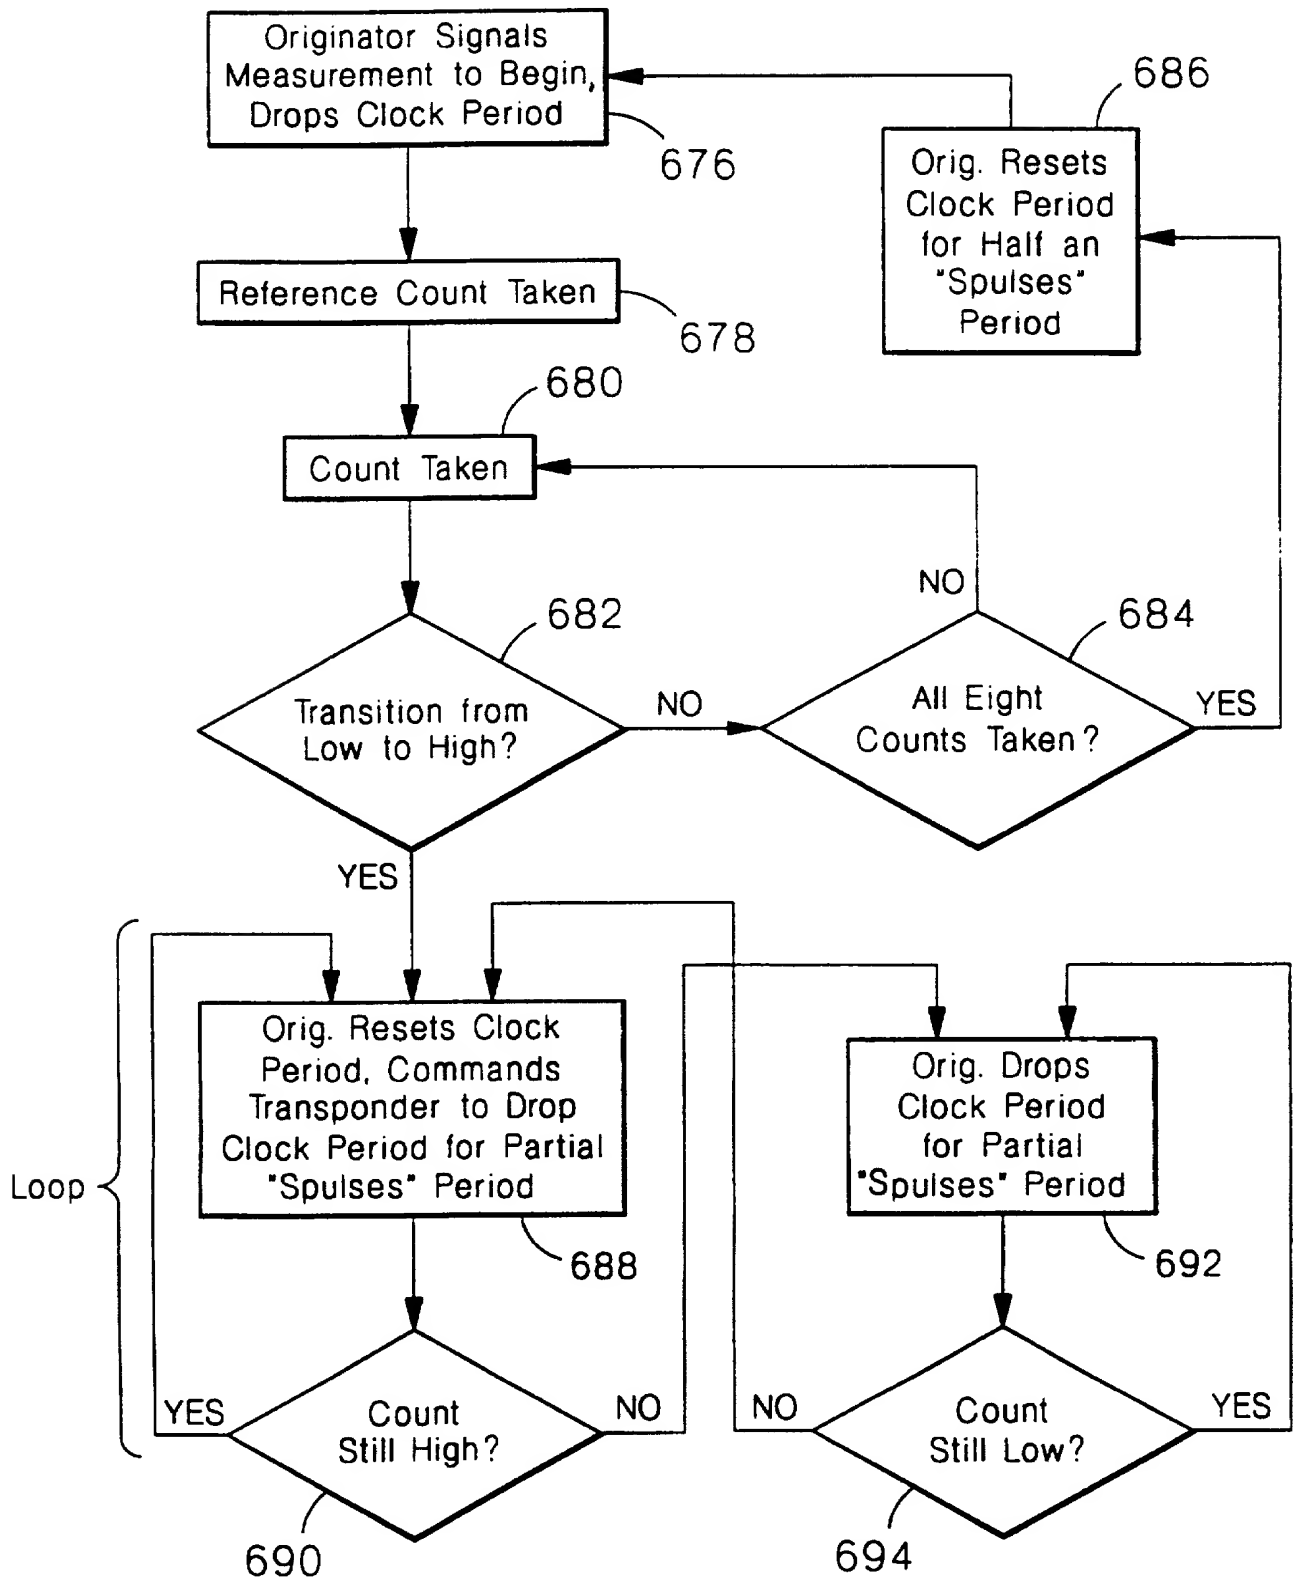 Originator Signals
Measurement to Begin,
Drops Clock Period
676
686
Orig. Resets
Clock Period
for Half an
"Spulses"
Period
Reference Count Taken
678
680
Count Taken
682
Transition from
Low to High?
NO
YES
NO
684
All Eight
Counts Taken?
YES
Loop
Orig. Resets Clock
Period, Commands
Transponder to Drop
Clock Period for Partial
"Spulses" Period
688
Orig. Drops
Clock Period
for Partial
"Spulses" Period
692
YES
Count
Still High?
NO
690
NO
Count
Still Low?
YES
694